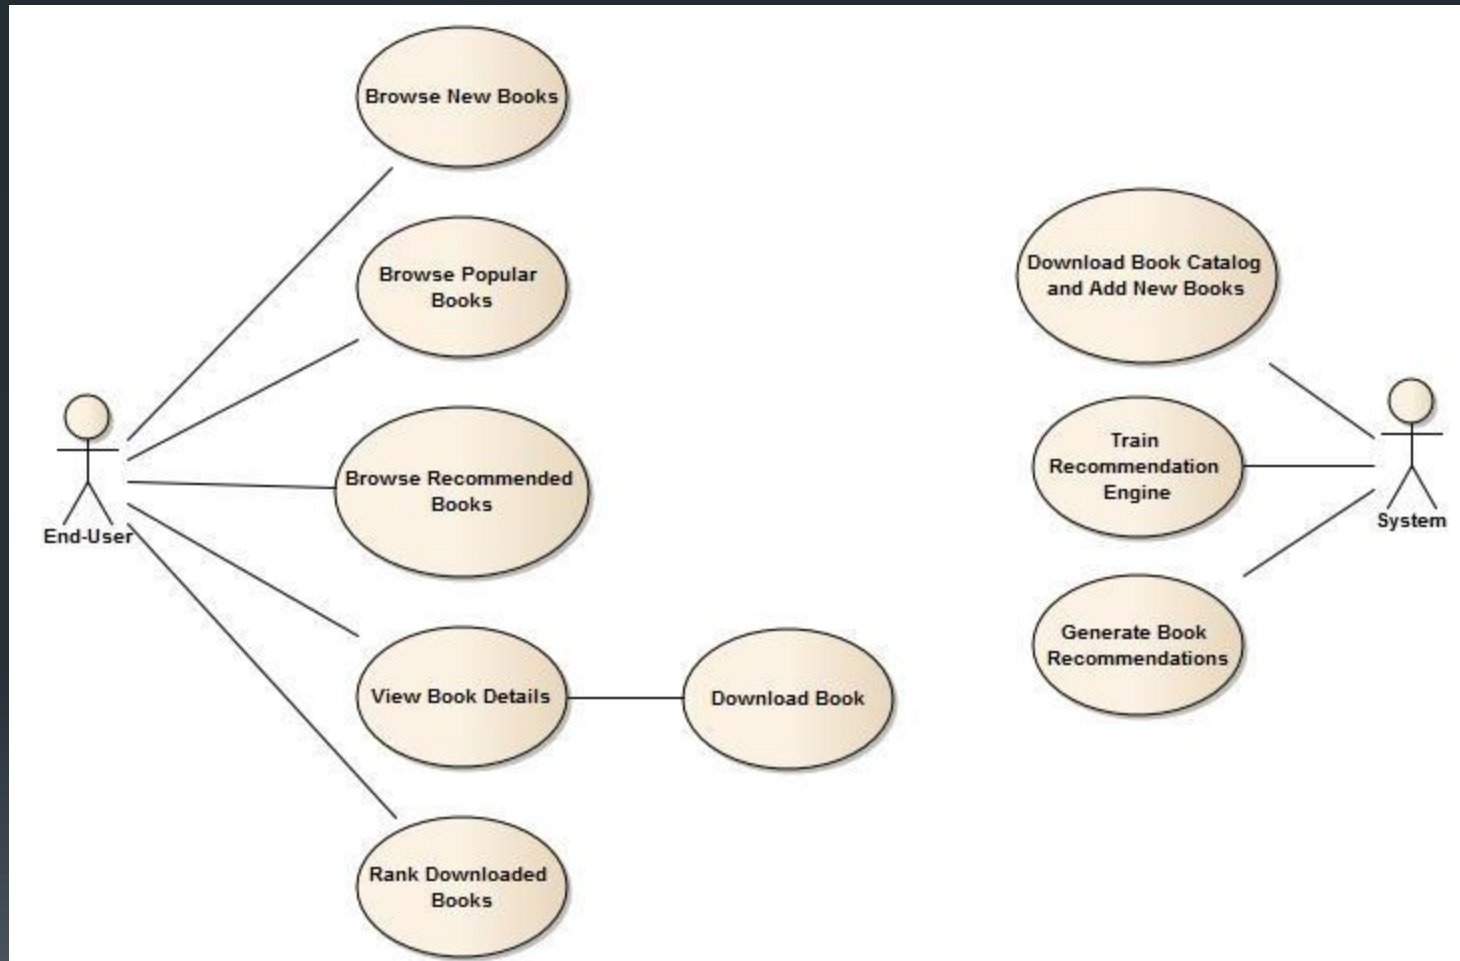 Browse New Books
Browse Popular
Books
Browse Recommended
Books
End-User
View Book Details
Download Book
Rank Downloaded
Books
Download Book Catalog
and Add New Books
Train
Recommendation
Engine
System
Generate Book
Recommendations